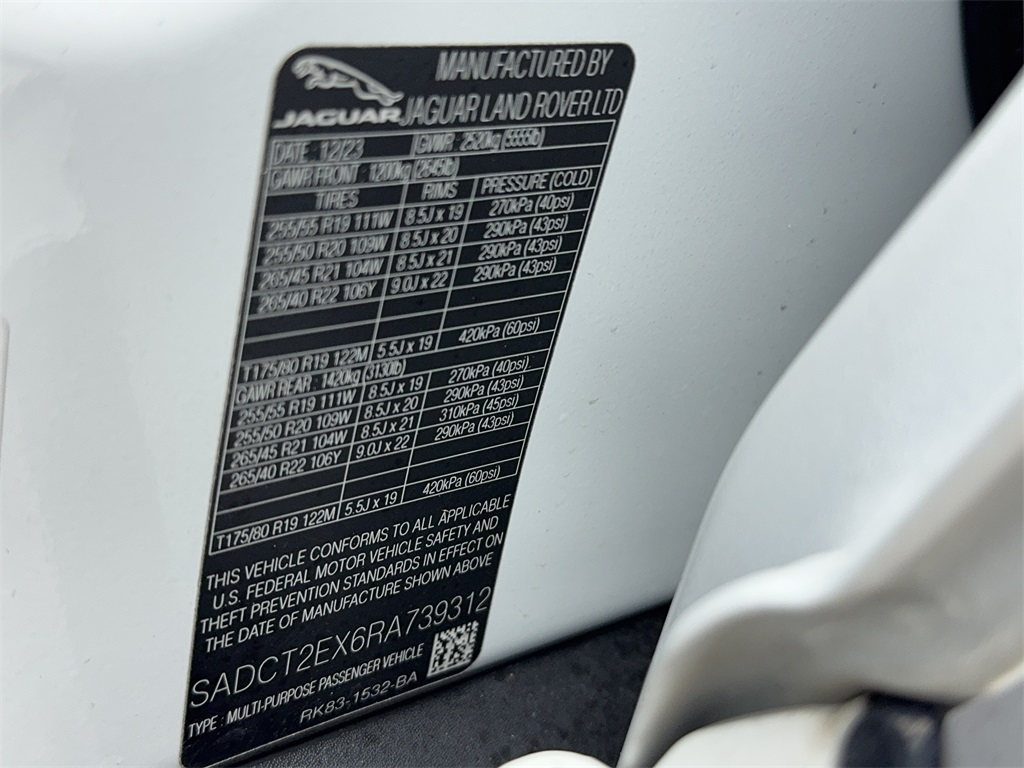 JAGUAR
MANUFACTURED BY
JAGUAR LAND ROVER LTD
DATE : 12/23 GVWR : 2520kg (5555lb)
GAWR FRONT : 1200kg (2645lb)
TIRES RIMS PRESSURE (COLD)
255/55 R19 111W 8.5J x 19 270kPa (40psi)
255/50 R20 109W 8.5J x 20 290kPa (43psi)
265/45 R21 104W 8.5J x 21 290kPa (43psi)
265/40 R22 106Y 9.0J x 22 290kPa (43psi)
T175/80 R19 122M 5.5J x 19 420kPa (60psi)
GAWR REAR : 1420kg (3130lb)
255/55 R19 111W 8.5J x 19 270kPa (40psi)
255/50 R20 109W 8.5J x 20 290kPa (43psi)
265/45 R21 104W 8.5J x 21 310kPa (45psi)
265/40 R22 106Y 9.0J x 22 290kPa (43psi)
T175/80 R19 122M 5.5J x 19 420kPa (60psi)
THIS VEHICLE CONFORMS TO ALL APPLICABLE
U.S. FEDERAL MOTOR VEHICLE SAFETY AND
THEFT PREVENTION STANDARDS IN EFFECT ON
THE DATE OF MANUFACTURE SHOWN ABOVE
SADCT2EX6RA739312
TYPE : MULTI-PURPOSE PASSENGER VEHICLE
RK83-1532-BA